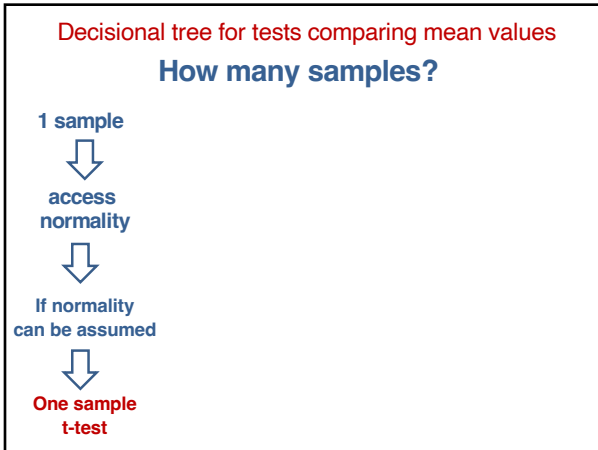 Decisional tree for tests comparing mean values
How many samples?
1 sample
access
normality
If normality
can be assumed
One sample
t-test